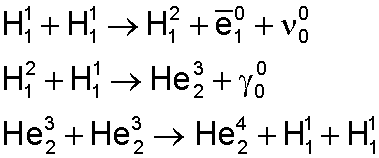 H₁¹ + H₁¹ → H₁² + e̅₁⁰ + ν₀⁰
H₁² + H₁¹ → He₂³ + γ₀⁰
He₂³ + He₂³ → He₂⁴ + H₁¹ + H₁¹